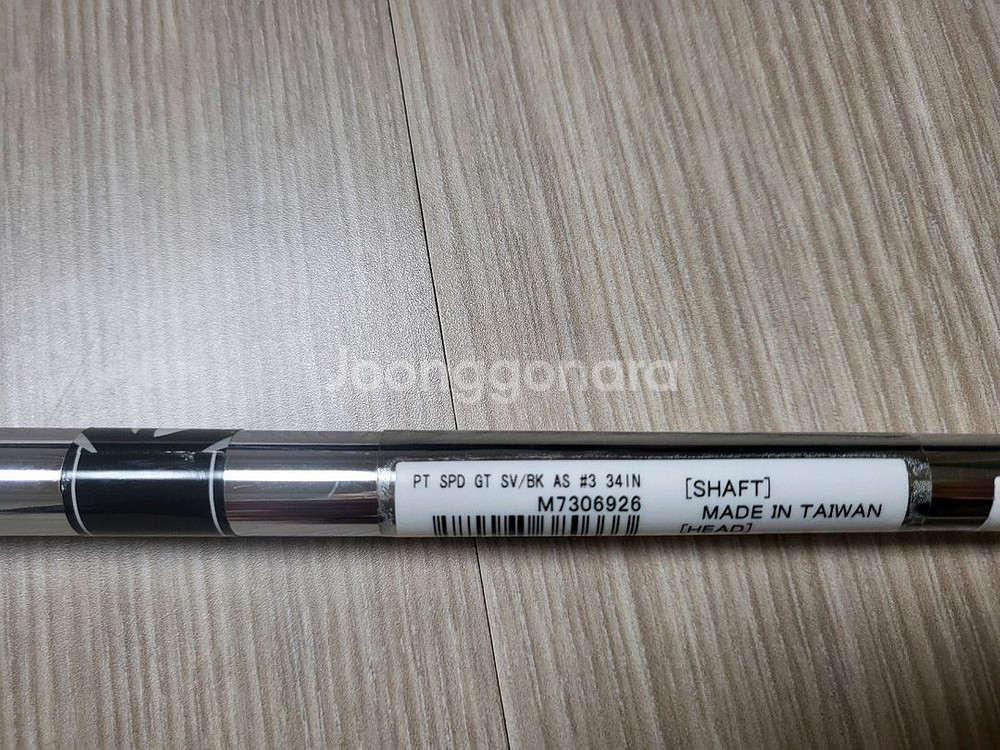 Joonggonara
PT SPD GT SV/BK AS #3 34IN
M7306926
[SHAFT]
MADE IN TAIWAN
[HEAD]